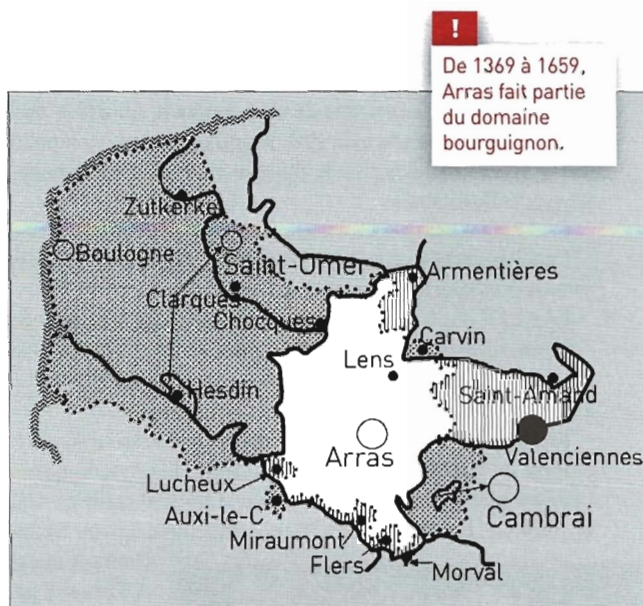 !
De 1369 à 1659,
Arras fait partie
du domaine
bourguignon.
Zutkerke
Boulogne
Saint-Omer
Armentières
Clarques
Chocques
Carvin
Lens
Hesdin
Saint-Amand
Arras
Valenciennes
Lucheux
Auxi-le-C
Cambrai
Miraumont
Flers
Morval